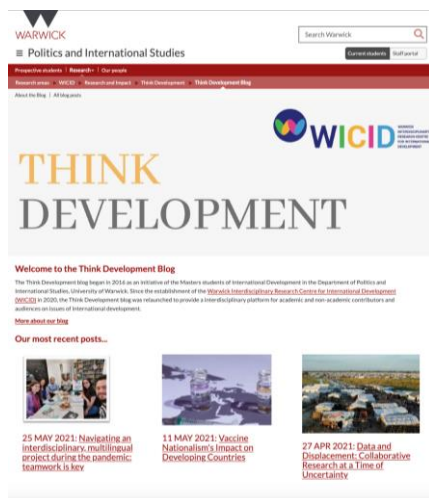 WARWICK
Search Warwick
≡ Politics and International Studies
Current students Staff portal
Prospective students Research Our people
Research areas WICID Research and Impact Think Development Think Development Blog
About the Blog All blog posts
WICID
WARWICK
INTERDISCIPLINARY
RESEARCH CENTRE
FOR INTERNATIONAL
DEVELOPMENT
THINK
DEVELOPMENT
Welcome to the Think Development Blog
The Think Development blog began in 2016 as an initiative of the Masters students of International Development in the Department of Politics and
International Studies, University of Warwick. Since the establishment of the Warwick Interdisciplinary Research Centre for International Development
(WICID) in 2020, the Think Development blog was relaunched to provide a interdisciplinary platform for academic and non-academic contributors and
audiences on issues of international development.
More about our blog
Our most recent posts...
25 MAY 2021: Navigating an
interdisciplinary, multilingual
project during the pandemic:
teamwork is key
11 MAY 2021: Vaccine
Nationalism's Impact on
Developing Countries
27 APR 2021: Data and
Displacement: Collaborative
Research at a Time of
Uncertainty